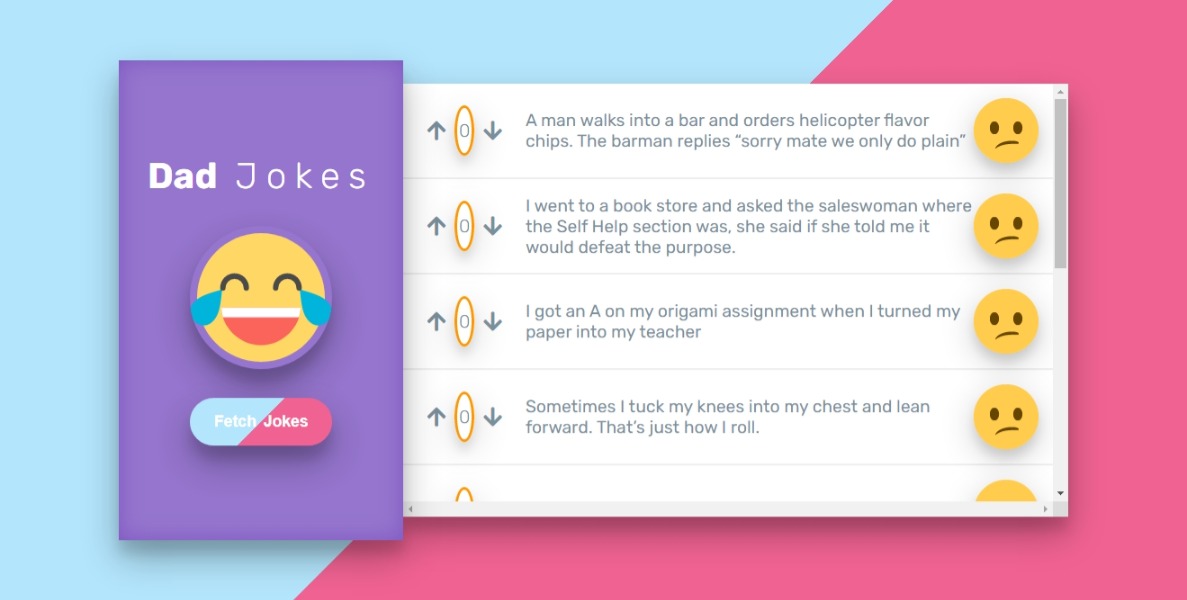 Dad Jokes
Fetch Jokes
0
A man walks into a bar and orders helicopter flavor
chips. The barman replies “sorry mate we only do plain”
0
I went to a book store and asked the saleswoman where
the Self Help section was, she said if she told me it
would defeat the purpose.
0
I got an A on my origami assignment when I turned my
paper into my teacher
0
Sometimes I tuck my knees into my chest and lean
forward. That’s just how I roll.